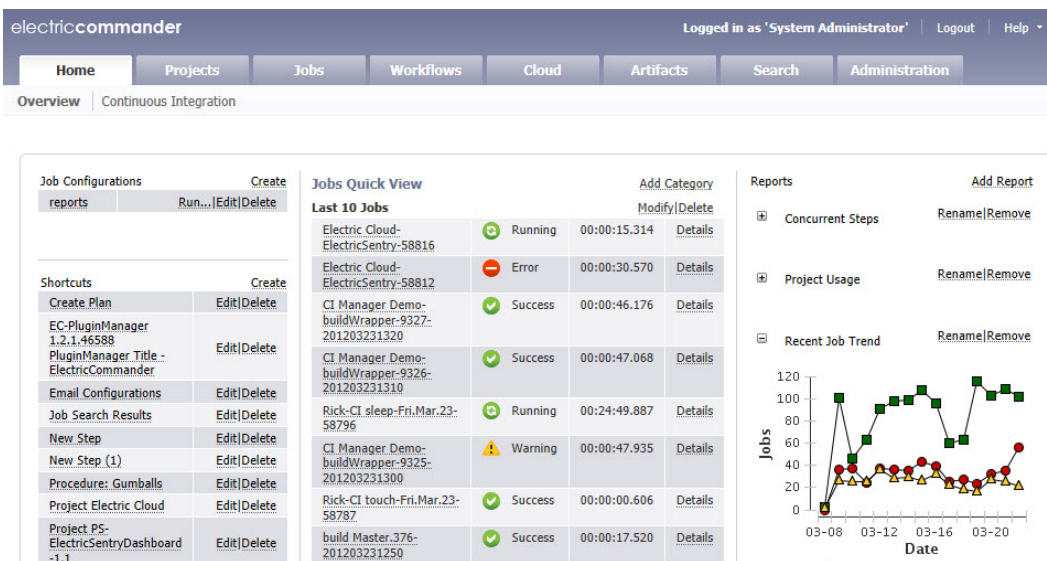 electriccommander
Logged in as 'System Administrator' Logout Help
Home Projects Jobs Workflows Cloud Artifacts Search Administration
Overview Continuous Integration
Job Configurations Create
reports Run...|Edit|Delete
Shortcuts Create
Create Plan Edit|Delete
EC-PluginManager
1.2.1.46588
PluginManager Title -
ElectricCommander
Edit|Delete
Email Configurations Edit|Delete
Job Search Results Edit|Delete
New Step Edit|Delete
New Step (1) Edit|Delete
Procedure: Gumballs Edit|Delete
Project Electric Cloud Edit|Delete
Project PS-
ElectricSentryDashboard
-1.1
Edit|Delete
Jobs Quick View Add Category
Last 10 Jobs Modify|Delete
Electric Cloud-
ElectricSentry-58816
Running 00:00:15.314 Details
Electric Cloud-
ElectricSentry-58812
Error 00:00:30.570 Details
CI Manager Demo-
buildWrapper-9327-
201203231320
Success 00:00:46.176 Details
CI Manager Demo-
buildWrapper-9326-
201203231310
Success 00:00:47.068 Details
Rick-CI sleep-Fri.Mar.23-
58796
Running 00:24:49.887 Details
CI Manager Demo-
buildWrapper-9325-
201203231300
Warning 00:00:47.935 Details
Rick-CI touch-Fri.Mar.23-
58787
Success 00:00:00.606 Details
build Master.376-
201203231250
Success 00:00:17.520 Details
Reports Add Report
Concurrent Steps Rename|Remove
Project Usage Rename|Remove
Recent Job Trend Rename|Remove
120
100
80
60
40
20
0
Jobs
03-08 03-12 03-16 03-20
Date